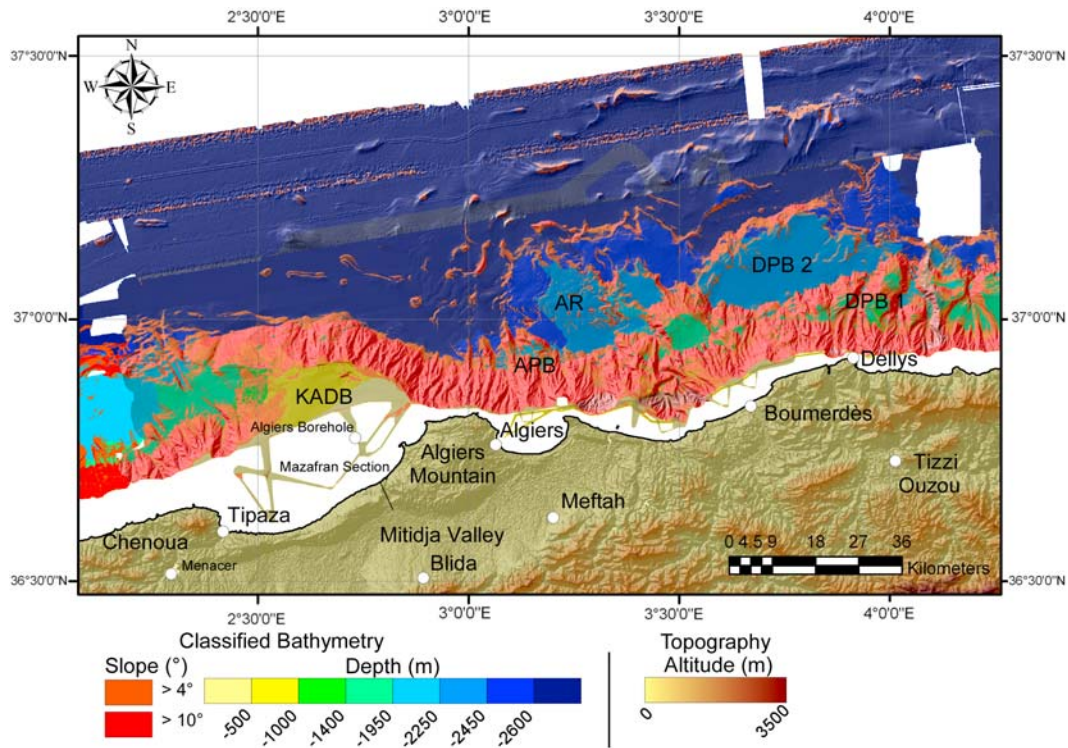 2°30'0"E 3°0'0"E 3°30'0"E 4°0'0"E
37°30'0"N 37°30'0"N
N
W E
S
DPB 2
AR DPB 1
37°0'0"N 37°0'0"N
APB Dellys
KADB
Algiers Borehole Algiers Boumerdès
Mazafran Section Algiers
Mountain
Tizzi
Ouzou
Tipaza Meftah
Chenoua Mitidja Valley
Menacer Blida
0 4,5 9 18 27 36
Kilometers
36°30'0"N 36°30'0"N
2°30'0"E 3°0'0"E 3°30'0"E 4°0'0"E
Classified Bathymetry
Slope (°) Depth (m)
> 4°
> 10°
-500 -1000 -1400 -1950 -2250 -2450 -2600
Topography
Altitude (m)
0 3500